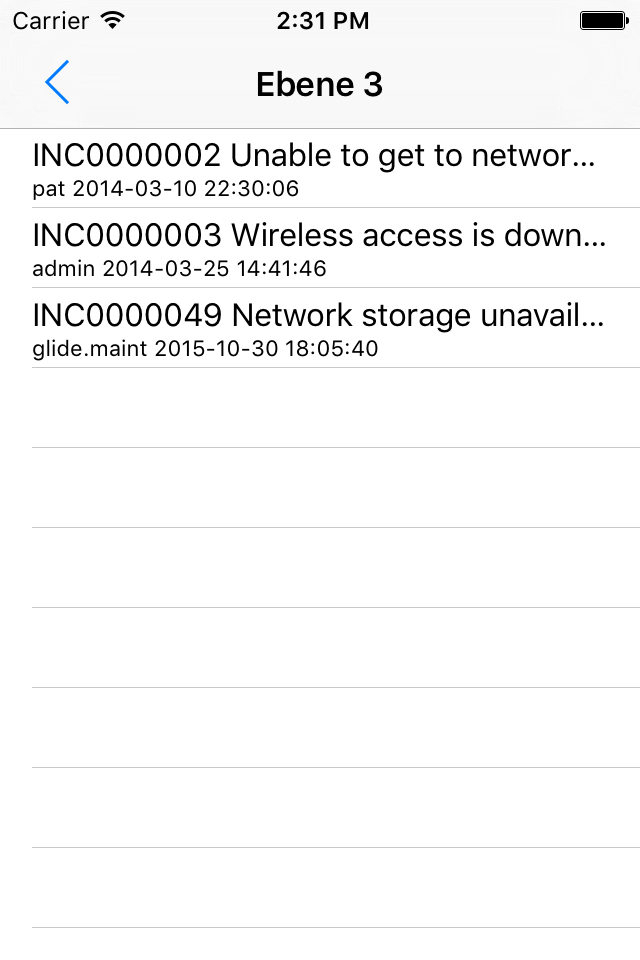 Carrier 2:31 PM
Ebene 3
INC0000002 Unable to get to networ...
pat 2014-03-10 22:30:06
INC0000003 Wireless access is down...
admin 2014-03-25 14:41:46
INC0000049 Network storage unavail...
glide.maint 2015-10-30 18:05:40